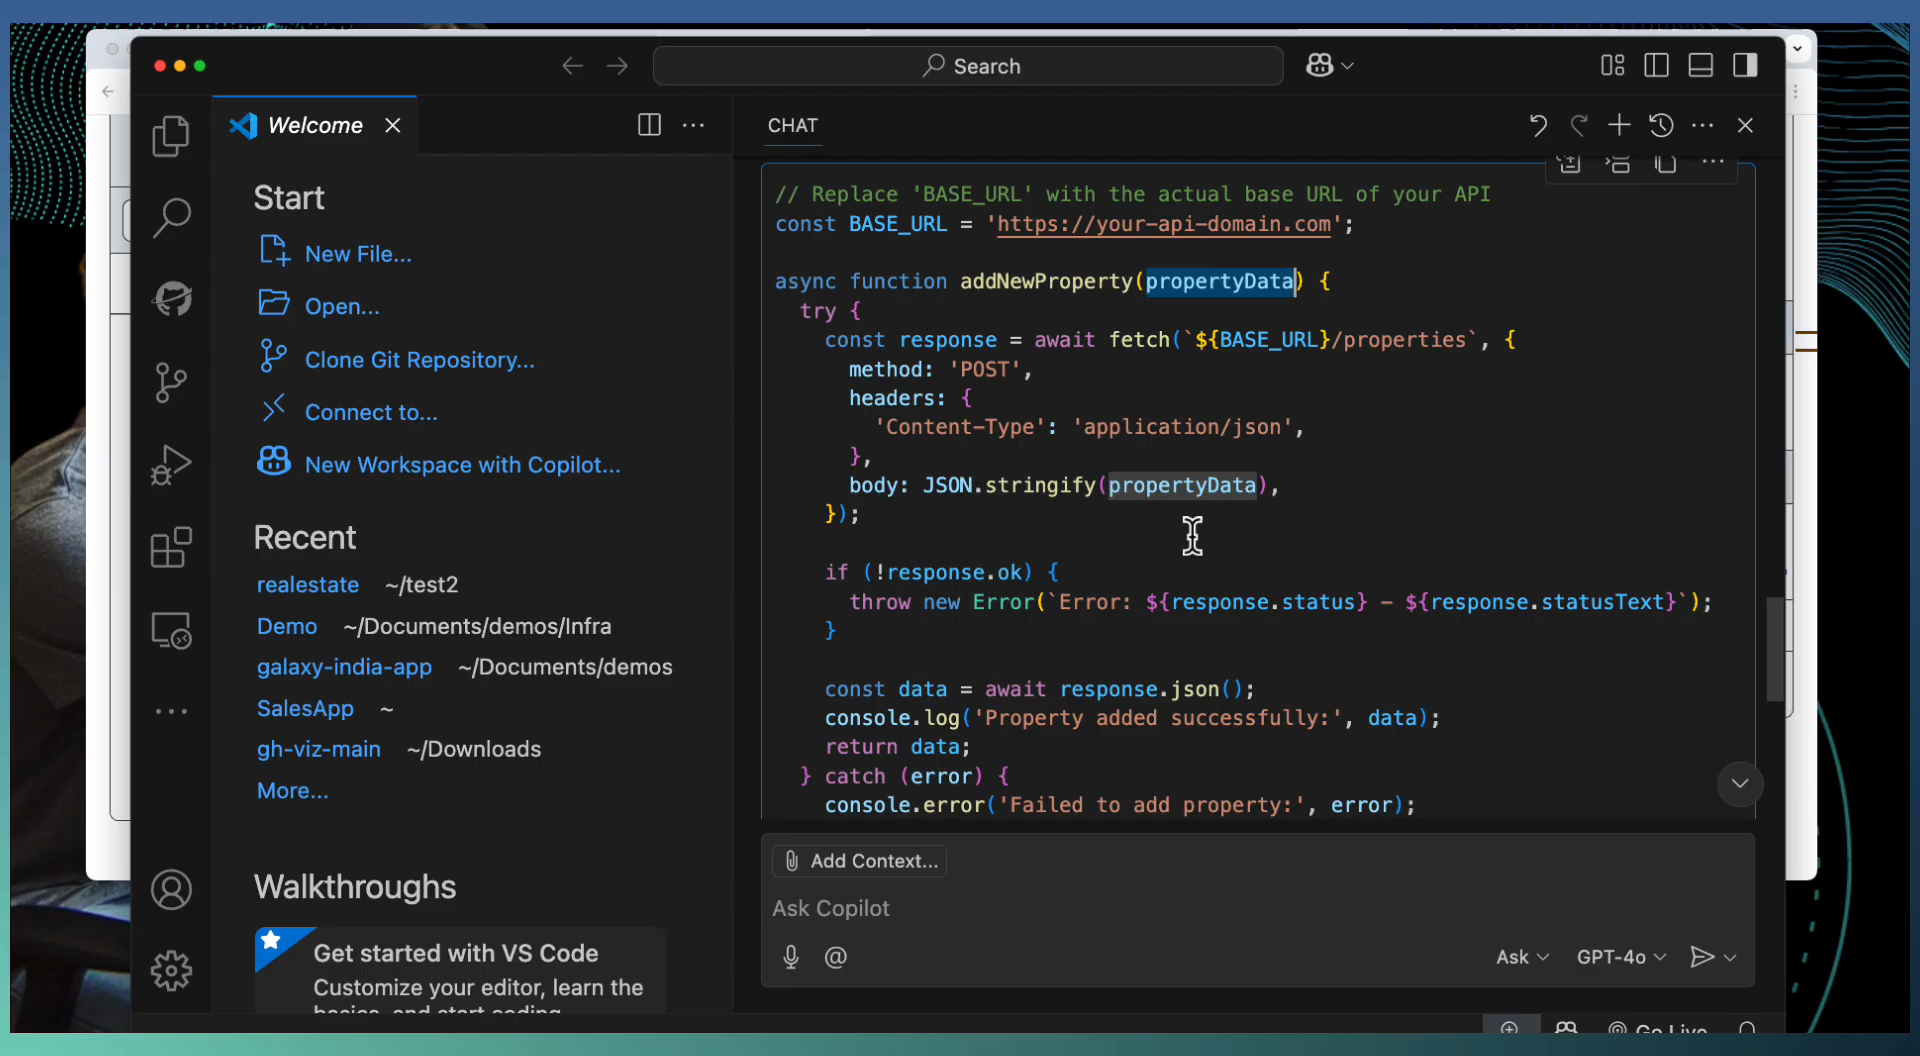 Search
Welcome
Start
New File...
Open...
Clone Git Repository...
Connect to...
New Workspace with Copilot...
Recent
realestate ~/test2
Demo ~/Documents/demos/Infra
galaxy-india-app ~/Documents/demos
SalesApp ~
gh-viz-main ~/Downloads
More...
Walkthroughs
Get started with VS Code
Customize your editor, learn the
basics, and start coding
CHAT
// Replace 'BASE_URL' with the actual base URL of your API
const BASE_URL = 'https://your-api-domain.com';
async function addNewProperty(propertyData) {
try {
const response = await fetch(`${BASE_URL}/properties`, {
method: 'POST',
headers: {
'Content-Type': 'application/json',
},
body: JSON.stringify(propertyData),
});
if (!response.ok) {
throw new Error(`Error: ${response.status} - ${response.statusText}`);
}
const data = await response.json();
console.log('Property added successfully:', data);
return data;
} catch (error) {
console.error('Failed to add property:', error);
Add Context...
Ask Copilot
@
Ask
GPT-4o
Go Live